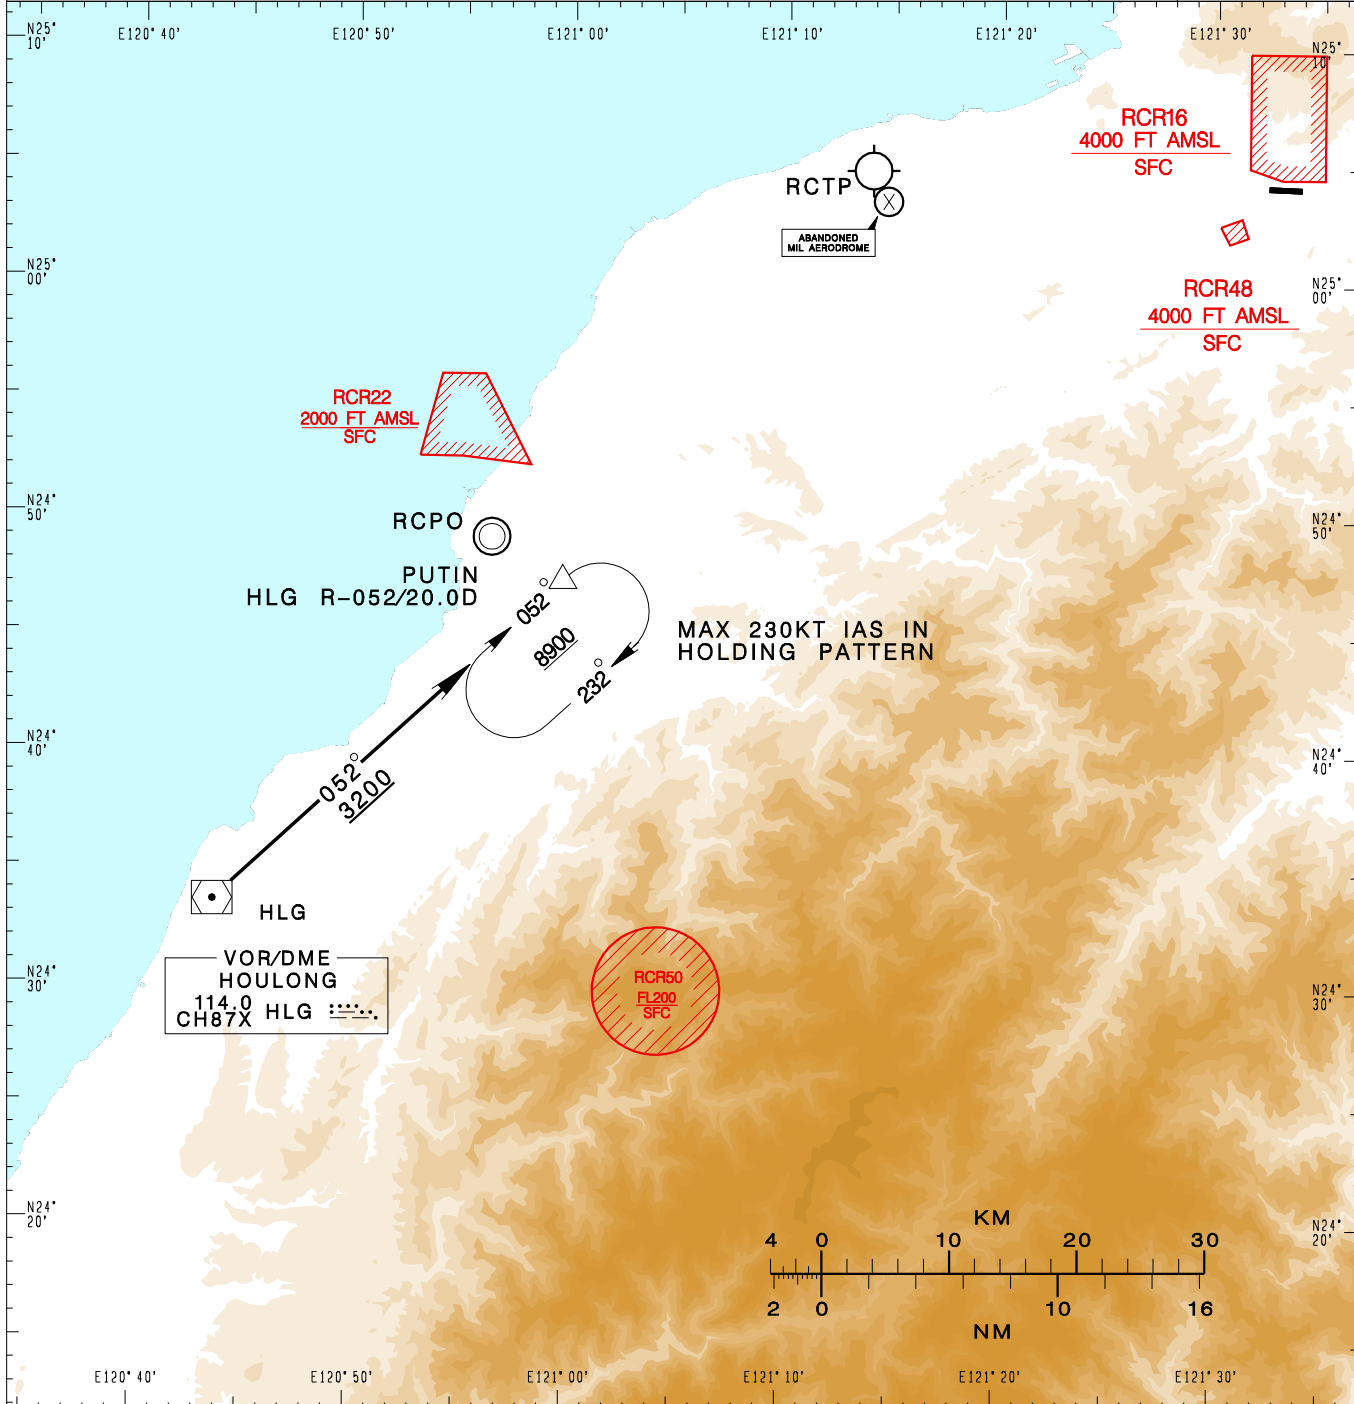 E120° 40'
E120° 50'
E121° 00'
E121° 10'
E121° 20'
E121° 30'
N25°
10'
N25°
10'
RCR16
4000 FT AMSL
SFC
RCTP
ABANDONED
MIL AERODROME
N25°
00'
N25°
00'
RCR48
4000 FT AMSL
SFC
RCR22
2000 FT AMSL
SFC
N24°
50'
N24°
50'
RCPO
PUTIN
HLG R-052/20.0D
052°
8900
232°
MAX 230KT IAS IN
HOLDING PATTERN
N24°
40'
N24°
40'
052°
3200
HLG
VOR/DME
HOULONG
114.0
CH87X HLG
RCR50
FL200
SFC
N24°
30'
N24°
30'
N24°
20'
N24°
20'
KM
4 0 10 20 30
2 0 10 16
NM
E120° 40'
E120° 50'
E121° 00'
E121° 10'
E121° 20'
E121° 30'